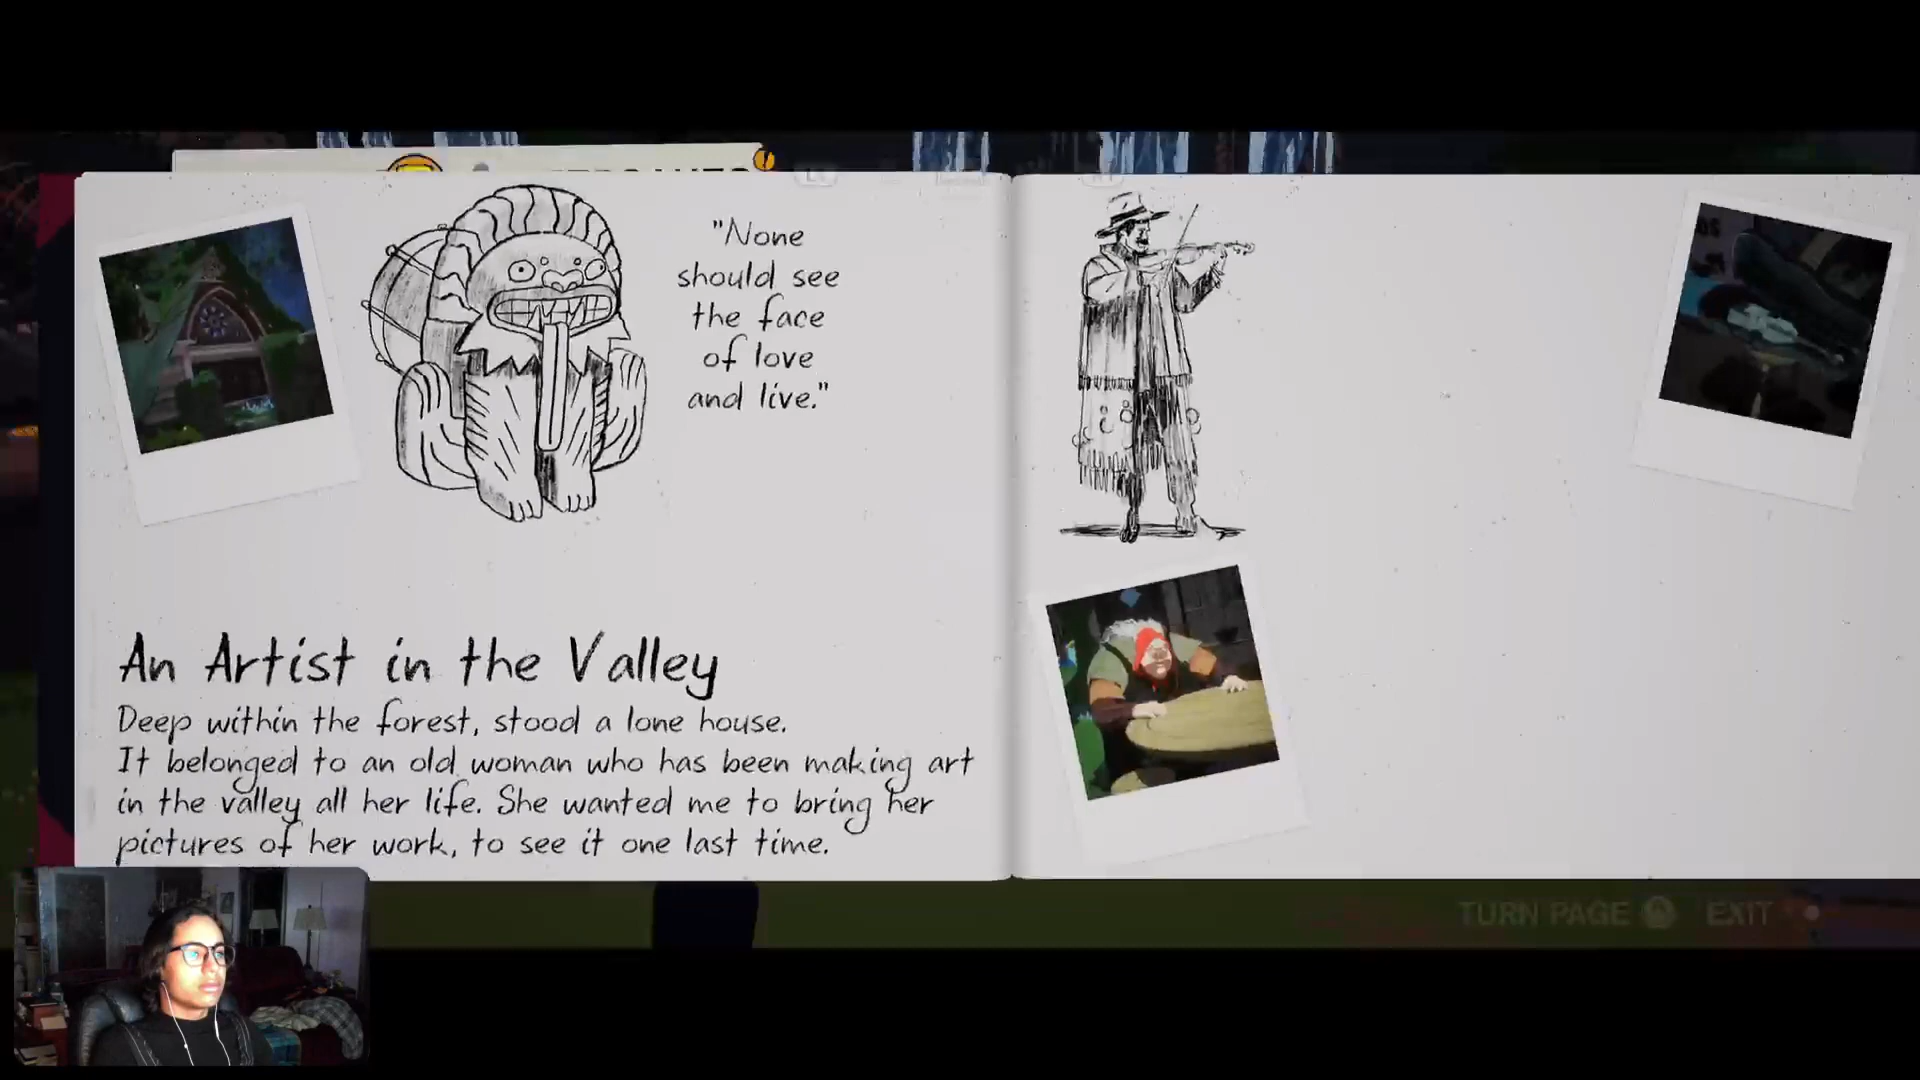 "None
should see
the face
of love
and live."
An Artist in the Valley
Deep within the forest, stood a lone house.
It belonged to an old woman who has been making art
in the valley all her life. She wanted me to bring her
pictures of her work, to see it one last time.
TURN PAGE
EXIT